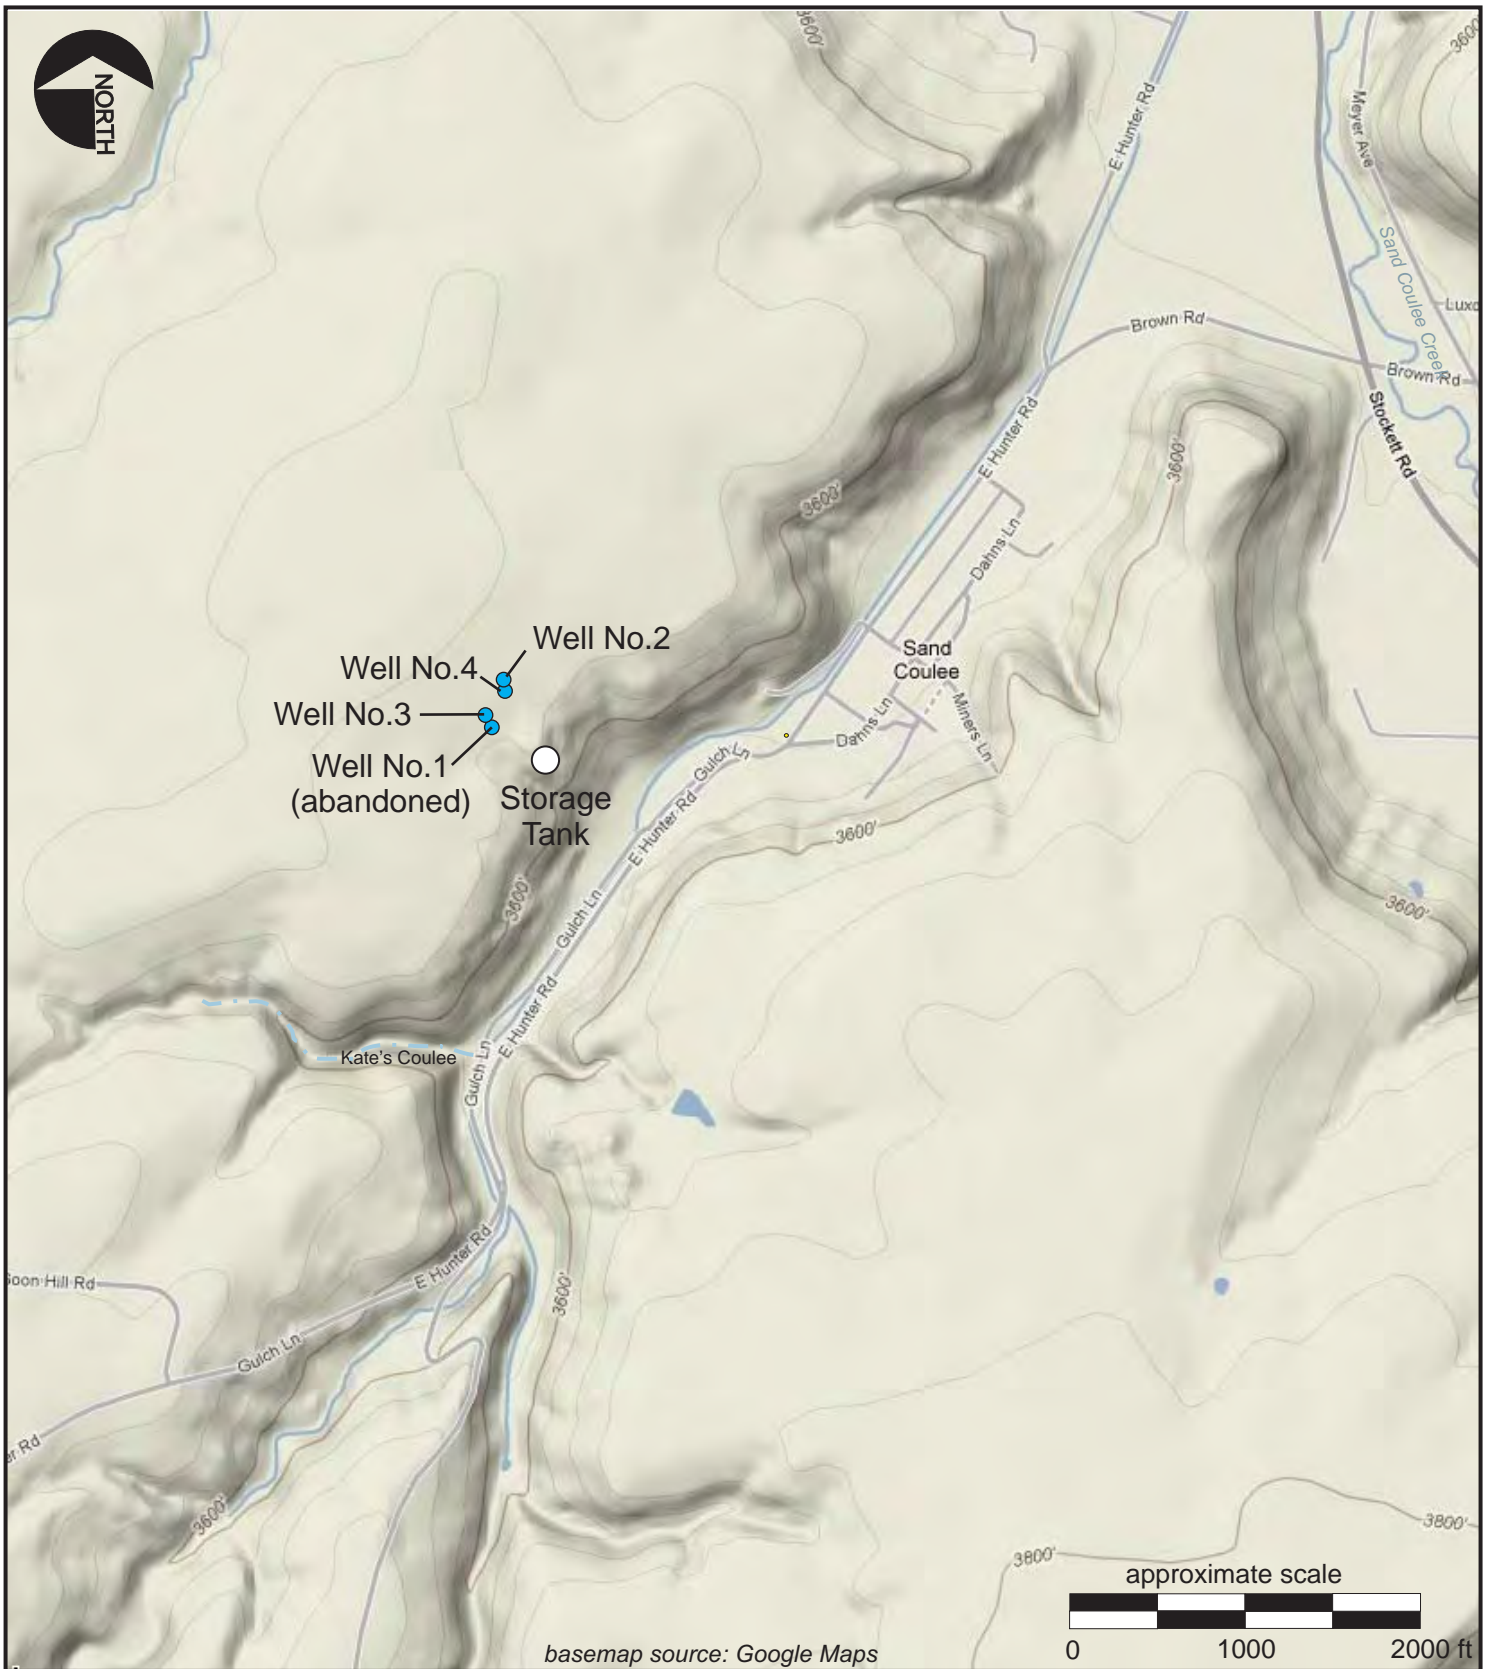 NORTH
3600'
3600'
E Hunter Rd
Meyer Ave
Sand Coulee Creek
Brown Rd
Brown Rd
Stockett Rd
E Hunter Rd
3600'
3600'
Dahns Ln
Well No.2
Well No.4
Well No.3
Well No.1
(abandoned)
Storage
Tank
Sand
Coulee
Miners Ln
Dahns Ln
Gulch Ln
E Hunter Rd
3600'
3600'
3600'
Gulch Ln
E Hunter Rd
Gulch Ln
Kate's Coulee
E Hunter Rd
3600'
Gulch Ln
3600'
3800'
3800'
approximate scale
0 1000 2000 ft
basemap source: Google Maps